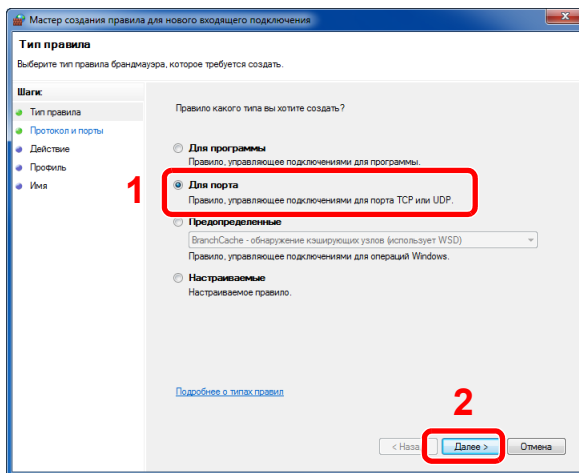 Мастер создания правила для нового входящего подключения
Тип правила
Выберите тип правила брандмауэра, которое требуется создать.
Шаги:
Тип правила
Протокол и порты
Действие
Профиль
Имя
Правило какого типа вы хотите создать?
Для программы
Правило, управляющее подключениями для программы.
1
Для порта
Правило, управляющее подключениями для порта TCP или UDP.
Предопределенные
BranchCache - обнаружение кэширующих узлов (использует WSD)
Правило, управляющее подключениями для операций Windows.
Настраиваемые
Настраиваемое правило.
Подробнее о типах правил
2
< Наза
Далее >
Отмена